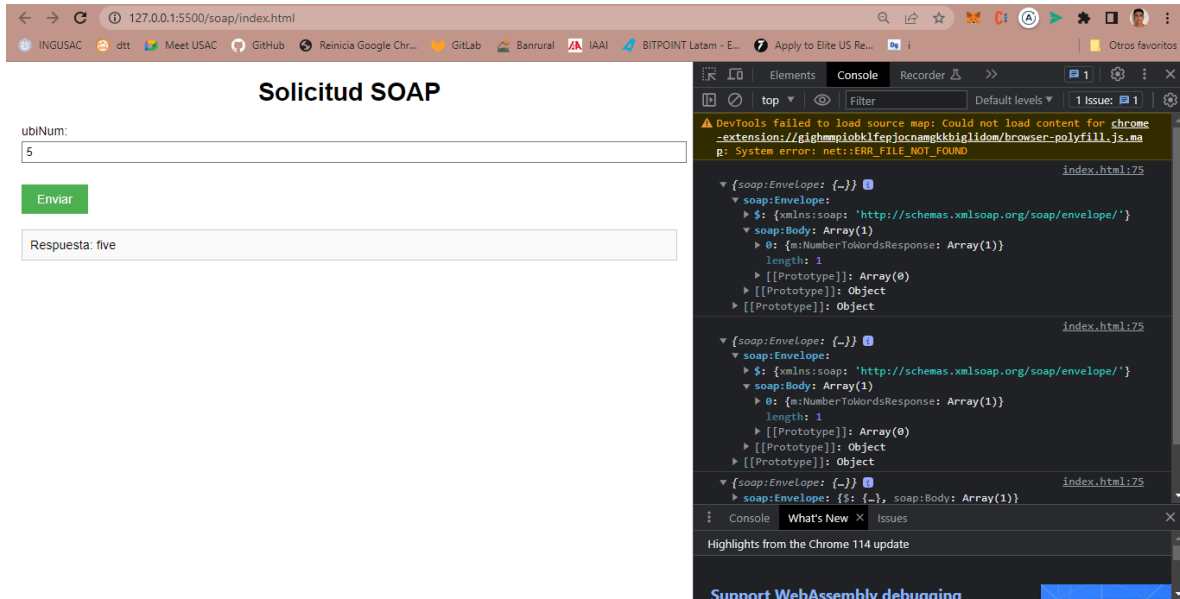 127.0.0.1:5500/soap/index.html
INGUSAC dtt Meet USAC GitHub Reinicia Google Chr... GitLab Banrural IAAI BITPOINT Latam - E... Apply to Elite US Re... i Otros favoritos
Solicitud SOAP
ubiNum:
5
Enviar
Respuesta: five
Elements Console Recorder 1
top Filter Default levels 1 Issue: 1
DevTools failed to load source map: Could not load content for chrome
-extension://gighmmpiobklfepjocnamgkkbiglidom/browser-polyfill.js.ma
p: System error: net::ERR_FILE_NOT_FOUND
index.html:75
{soap:Envelope: {…}}
soap:Envelope:
$: {xmlns:soap: 'http://schemas.xmlsoap.org/soap/envelope/'}
soap:Body: Array(1)
0: {m:NumberToWordsResponse: Array(1)}
length: 1
[[Prototype]]: Array(0)
[[Prototype]]: Object
[[Prototype]]: Object
index.html:75
{soap:Envelope: {…}}
soap:Envelope:
$: {xmlns:soap: 'http://schemas.xmlsoap.org/soap/envelope/'}
soap:Body: Array(1)
0: {m:NumberToWordsResponse: Array(1)}
length: 1
[[Prototype]]: Array(0)
[[Prototype]]: Object
[[Prototype]]: Object
{soap:Envelope: {…}} index.html:75
soap:Envelope: {$: {…}, soap:Body: Array(1)}
Console What's New Issues
Highlights from the Chrome 114 update
Support WebAssembly debugging